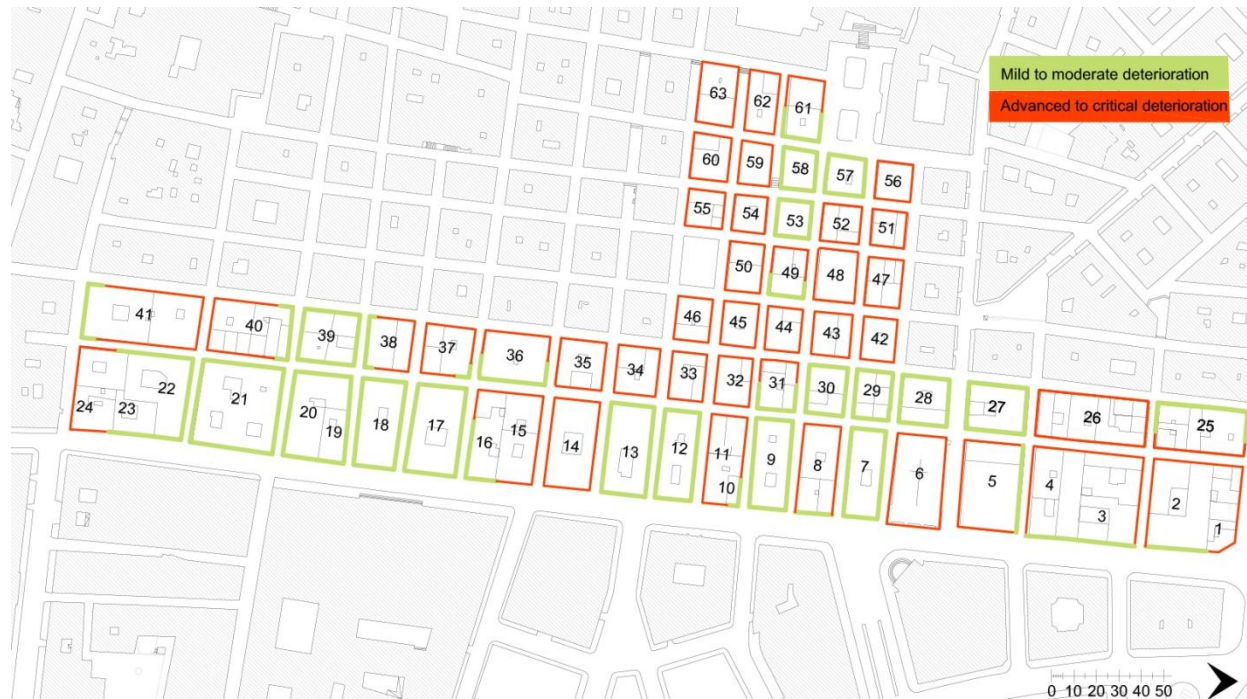 Mild to moderate deterioration
Advanced to critical deterioration
63 62 61
60 59 58 57 56
55 54 53 52 51
50 49 48 47
46 45 44 43 42
41 40 39 38 37 36 35 34 33 32 31 30 29 28 27 26 25
24 23 22 21 20 19 18 17 16 15 14 13 12 11 10 9 8 7 6 5 4 3 2 1
0 10 20 30 40 50